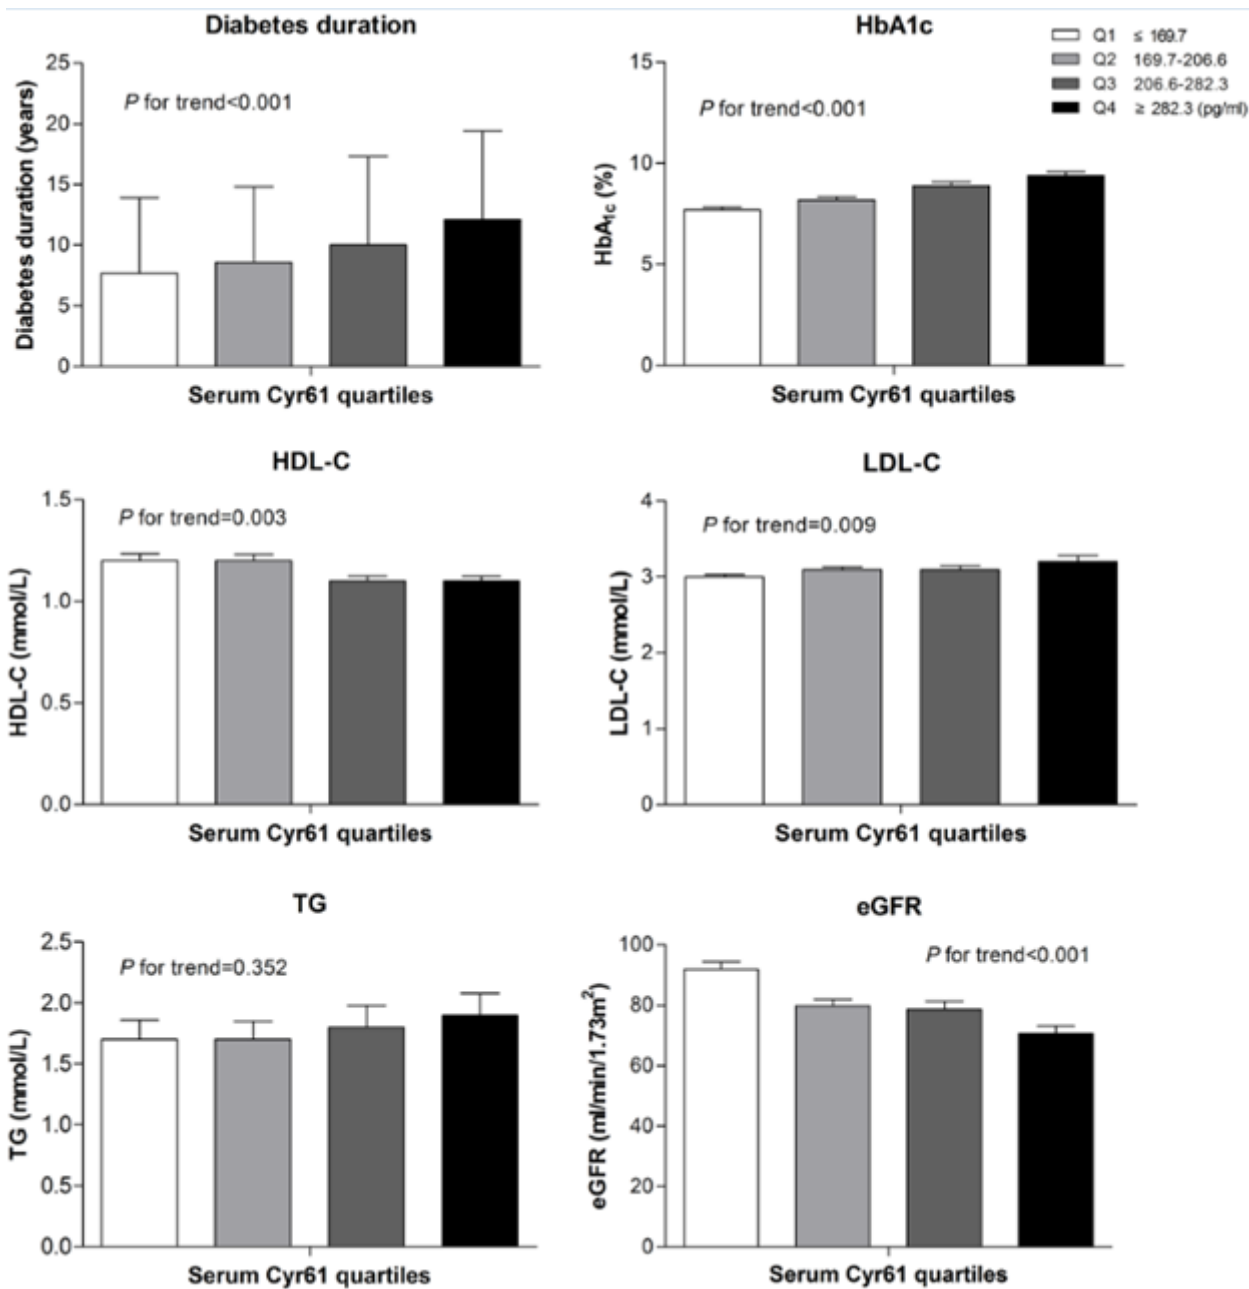 Diabetes duration
Diabetes duration (years)
25
20
15
10
5
0
P for trend<0.001
Serum Cyr61 quartiles
HbA1c
Q1 ≤ 169.7
Q2 169.7-206.6
Q3 206.6-282.3
Q4 ≥ 282.3 (pg/ml)
HbA1c (%)
15
10
5
0
P for trend<0.001
Serum Cyr61 quartiles
HDL-C
HDL-C (mmol/L)
1.5
1.0
0.5
0.0
P for trend=0.003
Serum Cyr61 quartiles
LDL-C
LDL-C (mmol/L)
4
3
2
1
0
P for trend=0.009
Serum Cyr61 quartiles
TG
TG (mmol/L)
2.5
2.0
1.5
1.0
0.5
0.0
P for trend=0.352
Serum Cyr61 quartiles
eGFR
eGFR (ml/min/1.73m²)
100
80
60
40
20
0
P for trend<0.001
Serum Cyr61 quartiles